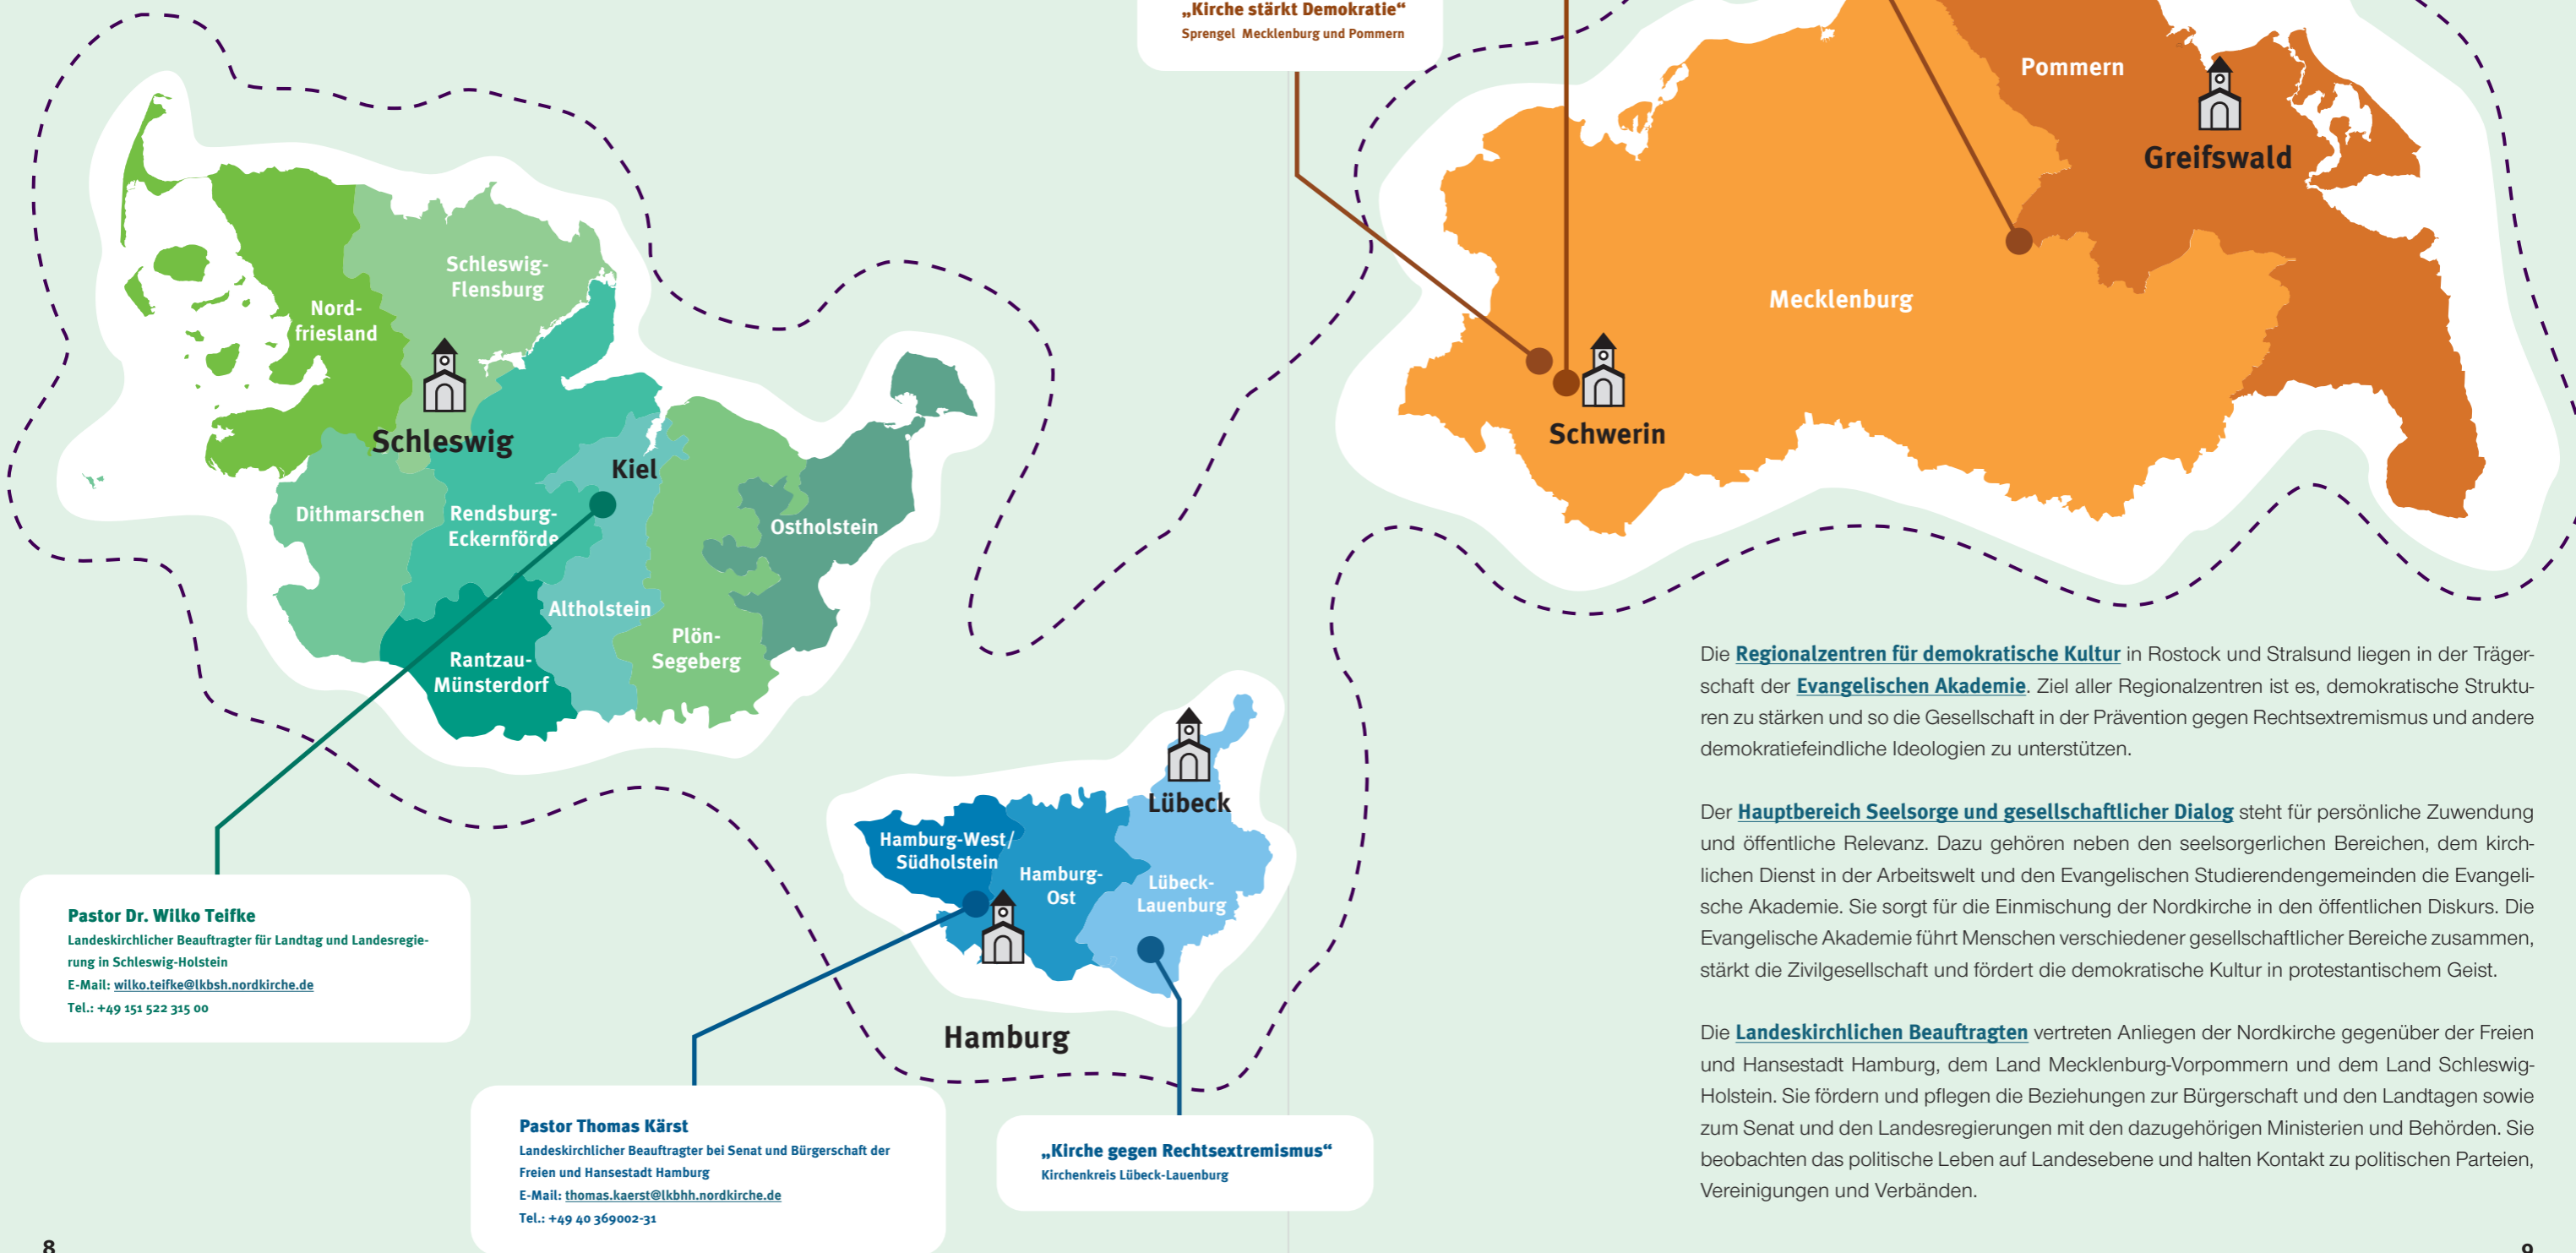 „Kirche stärkt Demokratie“
Sprengel Mecklenburg und Pommern
Pommern
Greifswald
Mecklenburg
Schwerin
Schleswig-
Flensburg
Nord-
friesland
Schleswig
Kiel
Dithmarschen
Rendsburg-
Eckernförde
Ostholstein
Altholstein
Plön-
Segeberg
Rantzau-
Münsterdorf
Lübeck
Hamburg-West/
Südholstein
Hamburg-
Ost
Lübeck-
Lauenburg
Hamburg
Pastor Dr. Wilko Teifke
Landeskirchlicher Beauftragter für Landtag und Landesregie-
rung in Schleswig-Holstein
E-Mail: wilko.teifke@lkbsh.nordkirche.de
Tel.: +49 151 522 315 00
Pastor Thomas Kärst
Landeskirchlicher Beauftragter bei Senat und Bürgerschaft der
Freien und Hansestadt Hamburg
E-Mail: thomas.kaerst@lkbhh.nordkirche.de
Tel.: +49 40 369002-31
„Kirche gegen Rechtsextremismus“
Kirchenkreis Lübeck-Lauenburg
Die Regionalzentren für demokratische Kultur in Rostock und Stralsund liegen in der Träger-
schaft der Evangelischen Akademie. Ziel aller Regionalzentren ist es, demokratische Struktu-
ren zu stärken und so die Gesellschaft in der Prävention gegen Rechtsextremismus und andere
demokratiefeindliche Ideologien zu unterstützen.
Der Hauptbereich Seelsorge und gesellschaftlicher Dialog steht für persönliche Zuwendung
und öffentliche Relevanz. Dazu gehören neben den seelsorgerlichen Bereichen, dem kirch-
lichen Dienst in der Arbeitswelt und den Evangelischen Studierendengemeinden die Evangeli-
sche Akademie. Sie sorgt für die Einmischung der Nordkirche in den öffentlichen Diskurs. Die
Evangelische Akademie führt Menschen verschiedener gesellschaftlicher Bereiche zusammen,
stärkt die Zivilgesellschaft und fördert die demokratische Kultur in protestantischem Geist.
Die Landeskirchlichen Beauftragten vertreten Anliegen der Nordkirche gegenüber der Freien
und Hansestadt Hamburg, dem Land Mecklenburg-Vorpommern und dem Land Schleswig-
Holstein. Sie fördern und pflegen die Beziehungen zur Bürgerschaft und den Landtagen sowie
zum Senat und den Landesregierungen mit den dazugehörigen Ministerien und Behörden. Sie
beobachten das politische Leben auf Landesebene und halten Kontakt zu politischen Parteien,
Vereinigungen und Verbänden.
8
9